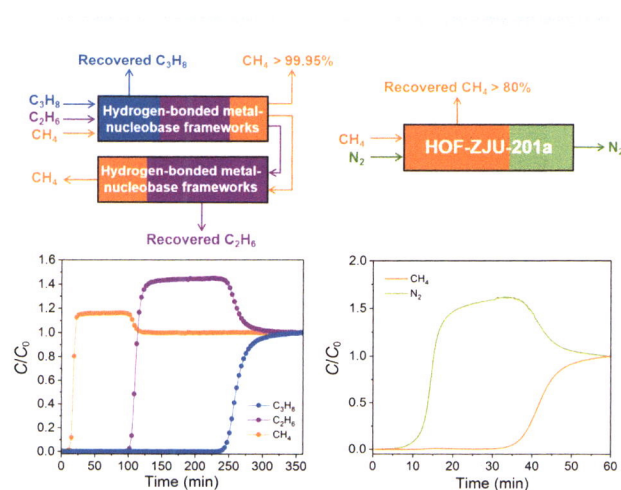 Recovered C₃H₈
CH₄ > 99.95%
C₃H₈
C₂H₆
CH₄
Hydrogen-bonded metal-
nucleobase frameworks
CH₄
Hydrogen-bonded metal-
nucleobase frameworks
Recovered C₂H₆
Recovered CH₄ > 80%
CH₄
N₂
HOF-ZJU-201a
N₂
C/C₀
1.6
1.4
1.2
1.0
0.8
0.6
0.4
0.2
0.0
C₃H₈
C₂H₆
CH₄
0 50 100 150 200 250 300 350
Time (min)
C/C₀
2.0
1.5
1.0
0.5
0.0
CH₄
N₂
0 10 20 30 40 50 60
Time (min)